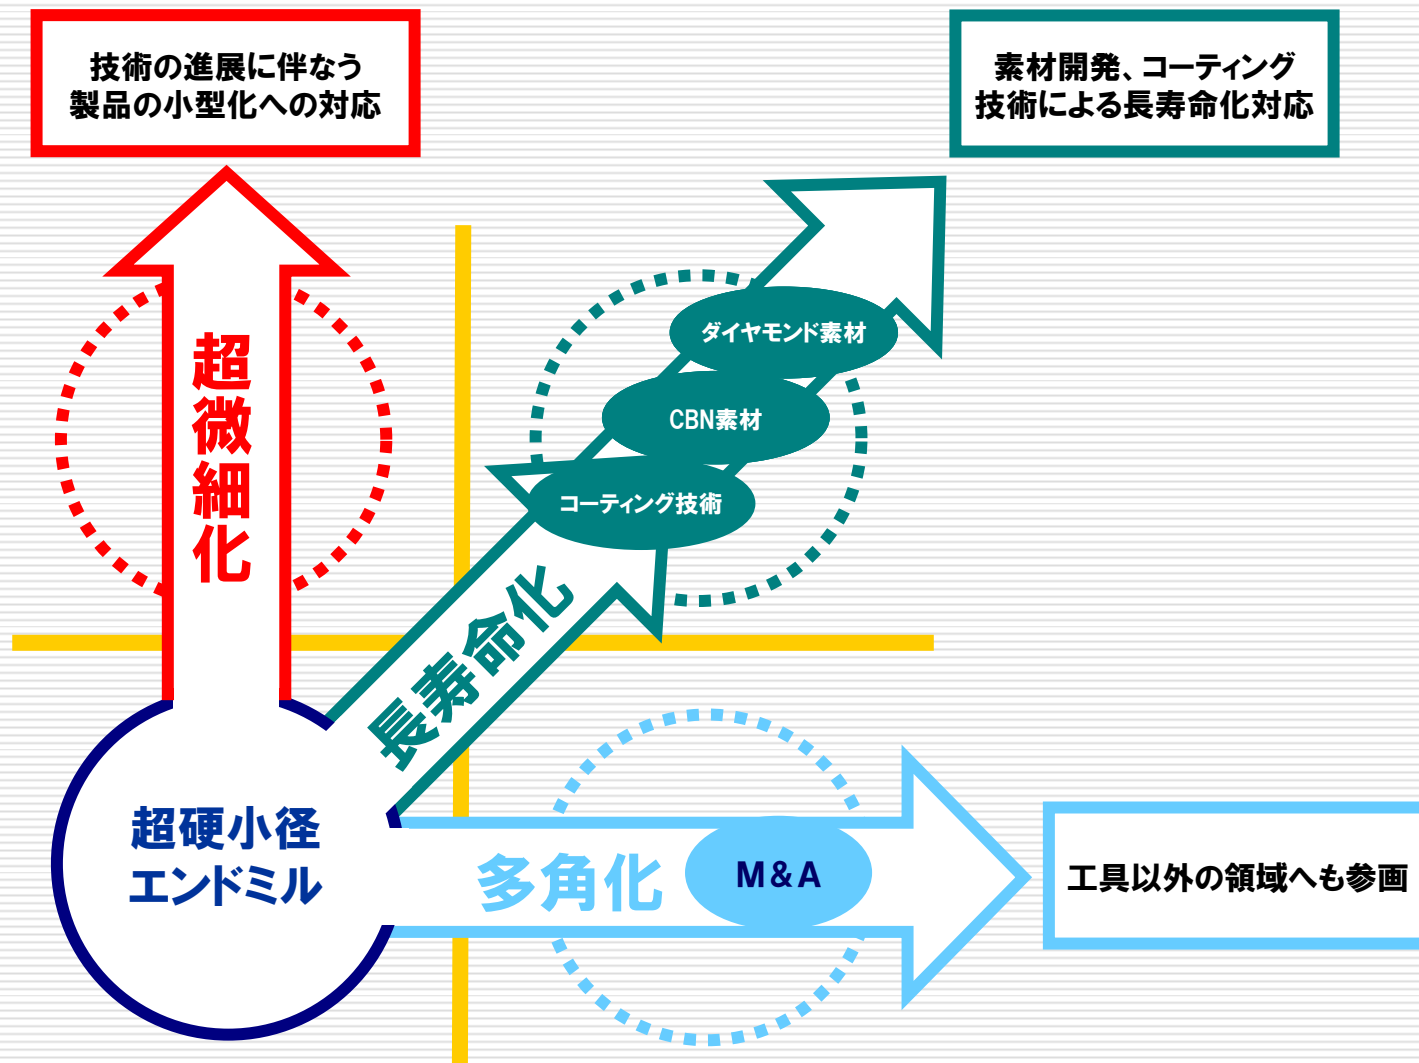 技術の進展に伴なう
製品の小型化への対応
素材開発、コーティング
技術による長寿命化対応
超微細化
ダイヤモンド素材
CBN素材
コーティング技術
長寿命化
超硬小径
エンドミル
多角化
M&A
工具以外の領域へも参画